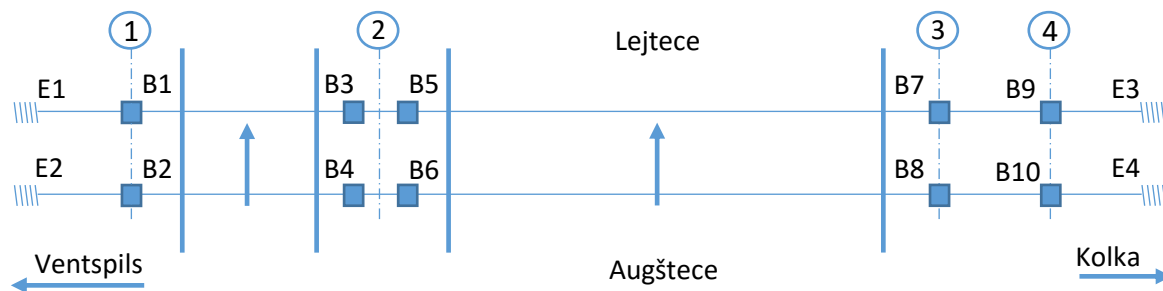 1 2 3 4
Lejtece
E1 B1 B3 B5 B7 B9 E3
E2 B2 B4 B6 B8 B10 E4
Ventspils Augštece Kolka